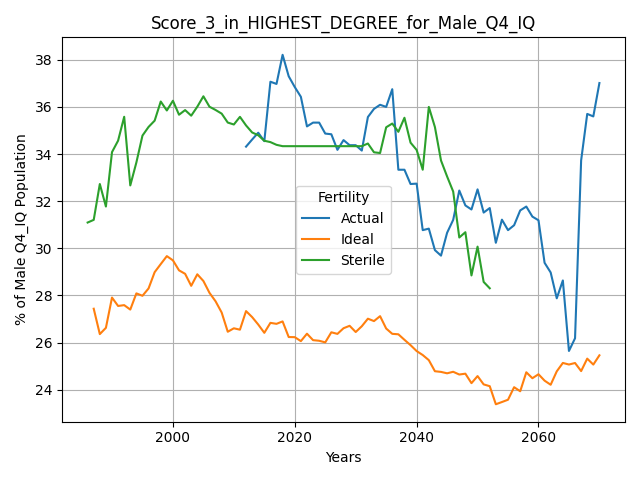 Score_3_in_HIGHEST_DEGREE_for_Male_Q4_IQ
% of Male Q4_IQ Population
38
36
34
32
30
28
26
24
Fertility
Actual
Ideal
Sterile
2000
2020
2040
2060
Years